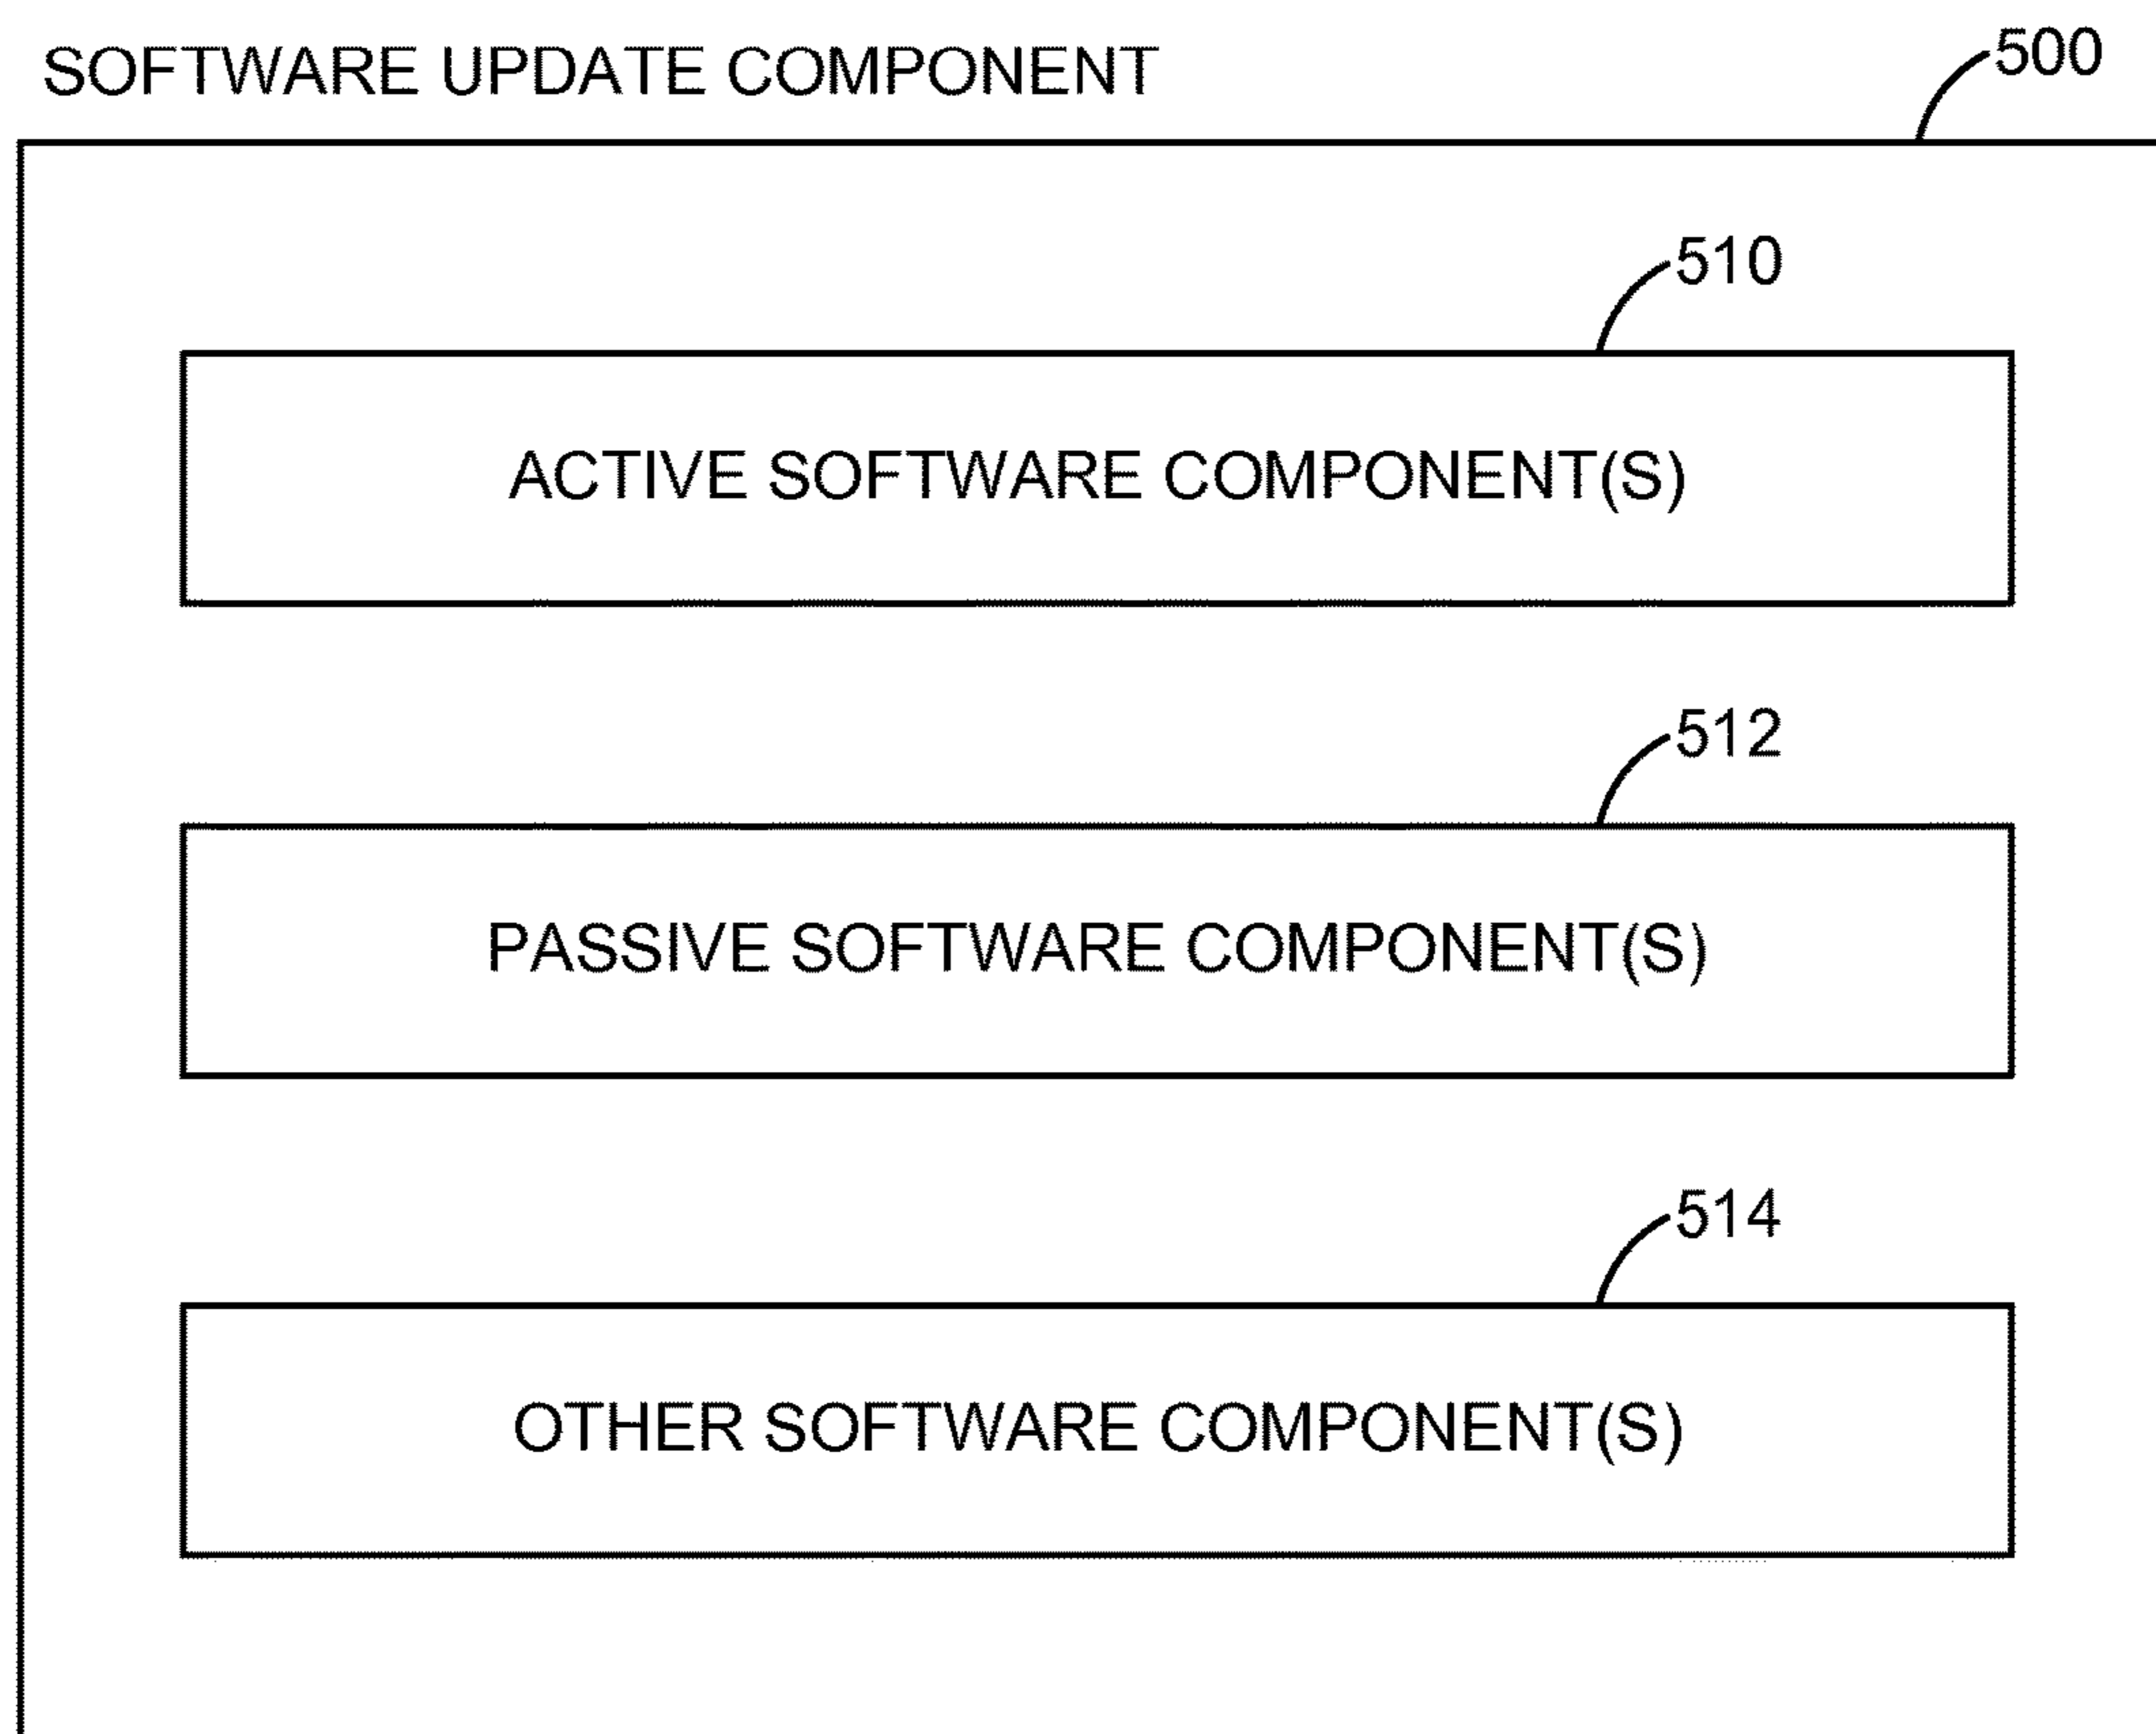 SOFTWARE UPDATE COMPONENT
500
510
ACTIVE SOFTWARE COMPONENT(S)
512
PASSIVE SOFTWARE COMPONENT(S)
514
OTHER SOFTWARE COMPONENT(S)